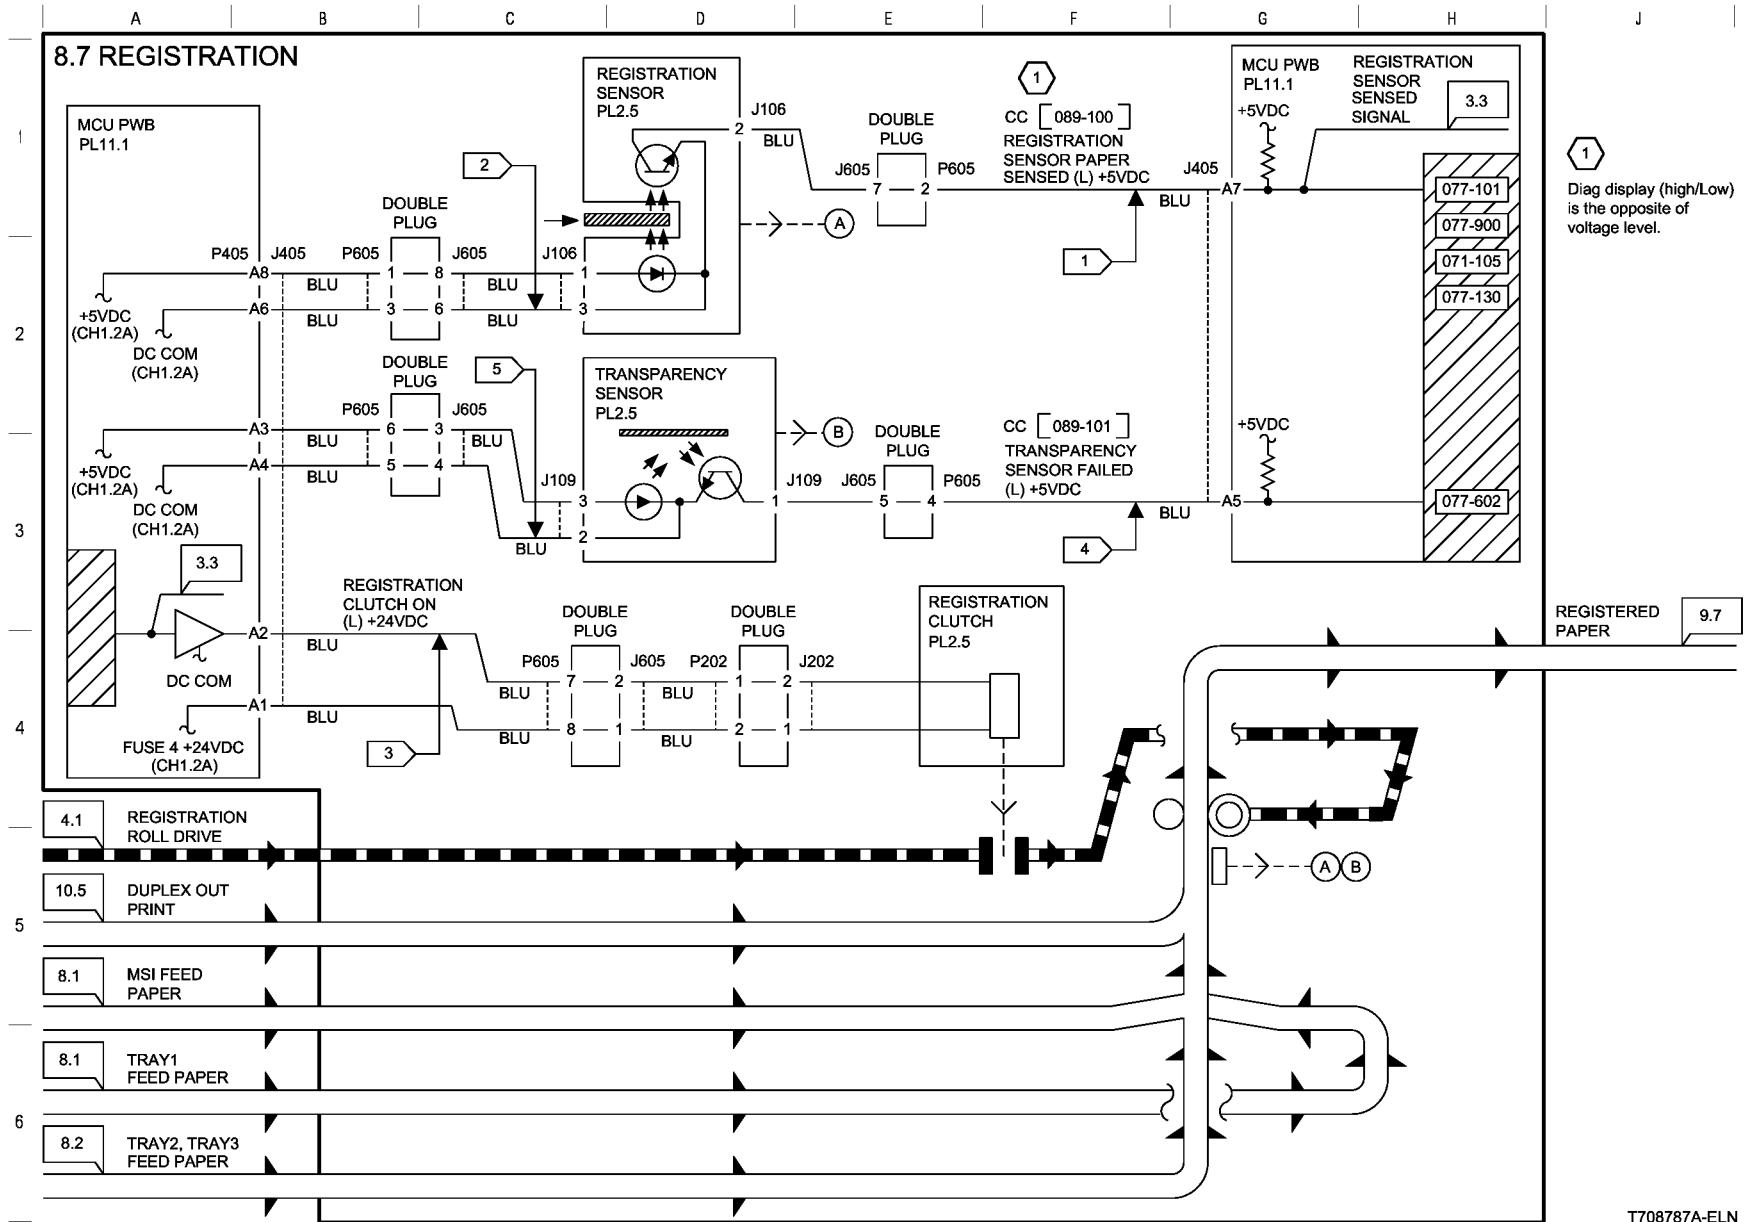 A B C D E F G H J
8.7 REGISTRATION
1
2
3
4
5
6
MCU PWB
PL11.1
P405 J405
A8
A6
A3
A4
A2
A1
+5VDC
(CH1.2A)
DC COM
(CH1.2A)
+5VDC
(CH1.2A)
DC COM
(CH1.2A)
3.3
DC COM
FUSE 4 +24VDC
(CH1.2A)
BLU
BLU
BLU
BLU
BLU
BLU
DOUBLE
PLUG
P605 J605
1 8
3 6
BLU
BLU
2
J106
1
3
REGISTRATION
SENSOR
PL2.5
J106
2
BLU
A
DOUBLE
PLUG
J605 P605
7 2
1
CC 089-100
REGISTRATION
SENSOR PAPER
SENSED (L) +5VDC
1
BLU
J405
A7
MCU PWB
PL11.1
+5VDC
REGISTRATION
SENSOR
SENSED
SIGNAL
3.3
077-101
077-900
071-105
077-130
1
Diag display (high/Low)
is the opposite of
voltage level.
DOUBLE
PLUG
P605 J605
6 3
5 4
BLU
BLU
5
J109
3
2
TRANSPARENCY
SENSOR
PL2.5
B
1
J109
DOUBLE
PLUG
J605 P605
5 4
CC 089-101
TRANSPARENCY
SENSOR FAILED
(L) +5VDC
4
BLU
+5VDC
A5
077-602
REGISTRATION
CLUTCH ON
(L) +24VDC
3
BLU
BLU
DOUBLE
PLUG
P605 J605
7 2
8 1
BLU
BLU
DOUBLE
PLUG
P202 J202
1 2
2 1
REGISTRATION
CLUTCH
PL2.5
REGISTERED
PAPER
9.7
4.1
REGISTRATION
ROLL DRIVE
A B
10.5
DUPLEX OUT
PRINT
8.1
MSI FEED
PAPER
8.1
TRAY1
FEED PAPER
8.2
TRAY2, TRAY3
FEED PAPER
T708787A-ELN